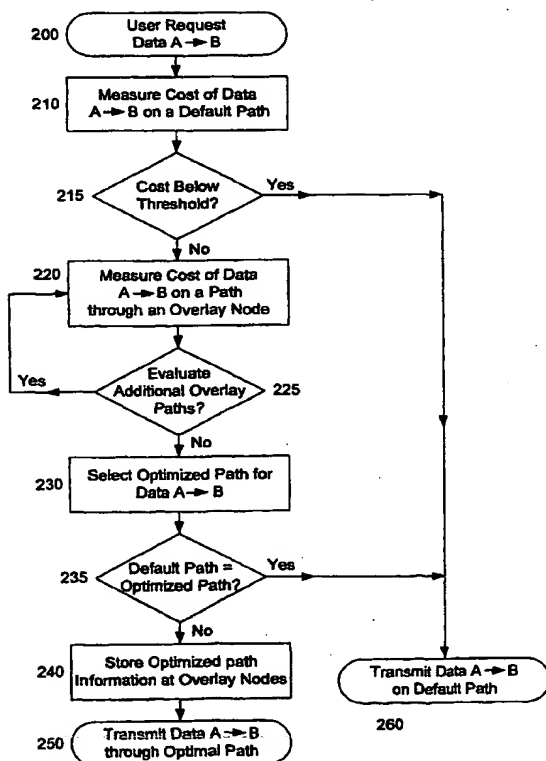 200
User Request
Data A → B
210
Measure Cost of Data
A → B on a Default Path
215
Cost Below
Threshold?
Yes
No
220
Measure Cost of Data
A → B on a Path
through an Overlay Node
Yes
Evaluate
Additional Overlay
Paths?
225
No
230
Select Optimized Path for
Data A → B
235
Default Path =
Optimized Path?
Yes
No
240
Store Optimized path
Information at Overlay Nodes
250
Transmit Data A → B
through Optimal Path
Transmit Data A → B
on Default Path
260